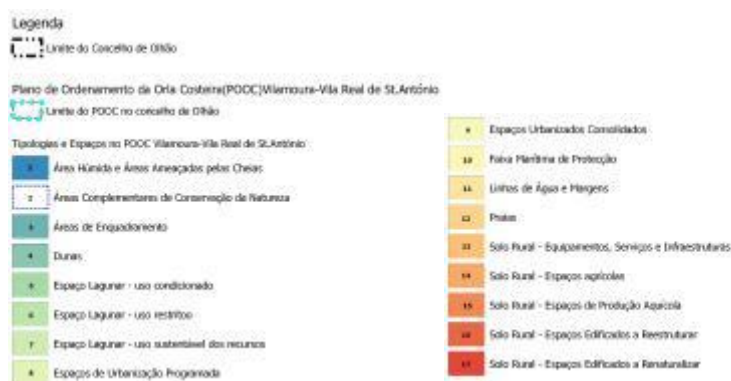 Legenda
Limite do Concelho de Olhão
Plano de Ordenamento da Orla Costeira(POOC)Vilamoura-Vila Real de St.António
Limite do POOC no concelho de Olhão
Tipologias e Espaços no POOC Vilamoura-Vila Real de St.António
1 Área Húmida e Áreas Ameaçadas pelas Cheias
2 Áreas Complementares de Conservação da Natureza
3 Áreas de Enquadramento
4 Dunas
5 Espaço Lagunar - uso condicionado
6 Espaço Lagunar - uso restrito
7 Espaço Lagunar - uso sustentável dos recursos
8 Espaços de Urbanização Programada
9 Espaços Urbanizados Consolidados
10 Faixa Marítima de Protecção
11 Linhas de Água e Margens
12 Praias
13 Solo Rural - Equipamentos, Serviços e Infraestruturas
14 Solo Rural - Espaços agrícolas
15 Solo Rural - Espaços de Produção Aquícola
16 Solo Rural - Espaços Edificados a Reestruturar
17 Solo Rural - Espaços Edificados a Renaturalizar